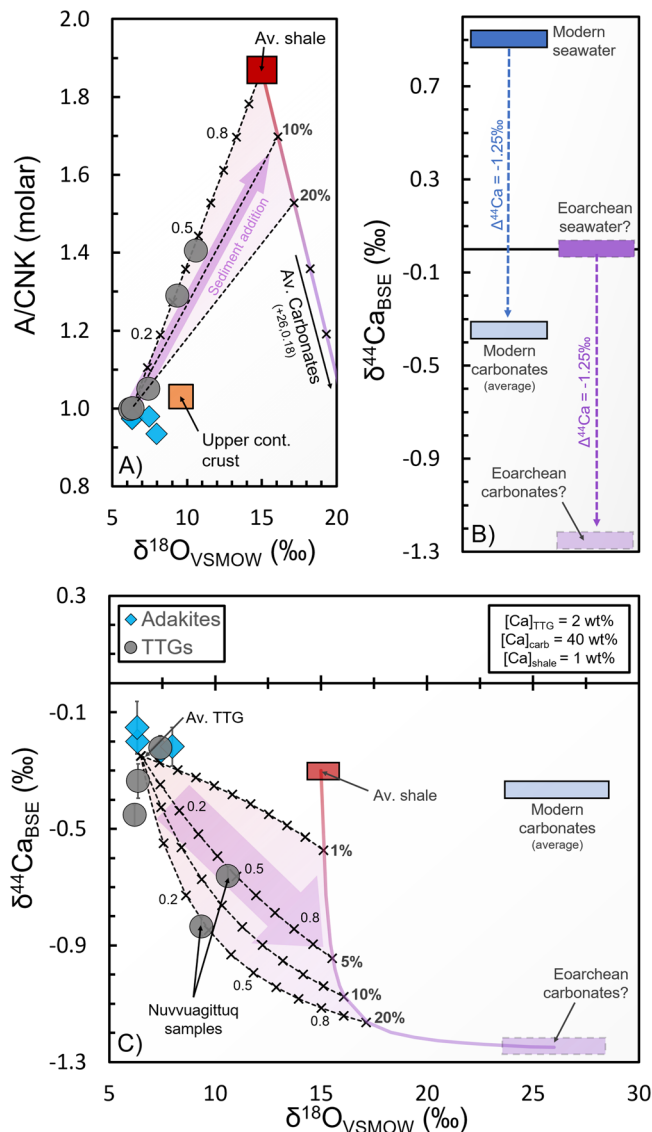 2.0
1.8
1.6
1.4
1.2
1.0
0.8
A/CNK (molar)
Av. shale
0.8
10%
20%
0.5
Sediment addition
0.2
Av. Carbonates
(+26,0.18)
Upper cont.
crust
A)
5
10
15
20
δ18OVSMOW (‰)
0.7
0.3
-0.1
-0.5
-0.9
-1.3
δ44CaBSE (‰)
Modern
seawater
Δ44Ca = -1.25‰
Eoarchean
seawater?
Modern
carbonates
(average)
Δ44Ca = -1.25‰
Eoarchean
carbonates?
B)
0.3
-0.1
-0.5
-0.9
-1.3
δ44CaBSE (‰)
Adakites
TTGs
[Ca]TTG = 2 wt%
[Ca]carb = 40 wt%
[Ca]shale = 1 wt%
Av. TTG
Av. shale
Modern
carbonates
(average)
0.2
1%
0.5
0.2
0.8
5%
10%
0.5
0.8
20%
Nuvvuagittuq
samples
Eoarchean
carbonates?
C)
5
10
15
20
25
30
δ18OVSMOW (‰)